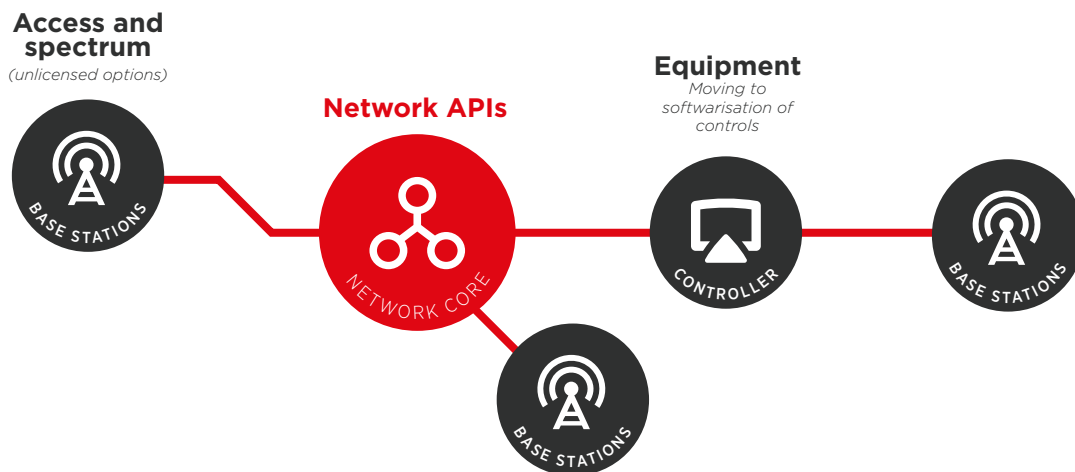 Access and
spectrum
(unlicensed options)
BASE STATIONS
Network APIs
NETWORK CORE
Equipment
Moving to
softwarisation of
controls
CONTROLLER
BASE STATIONS
BASE STATIONS